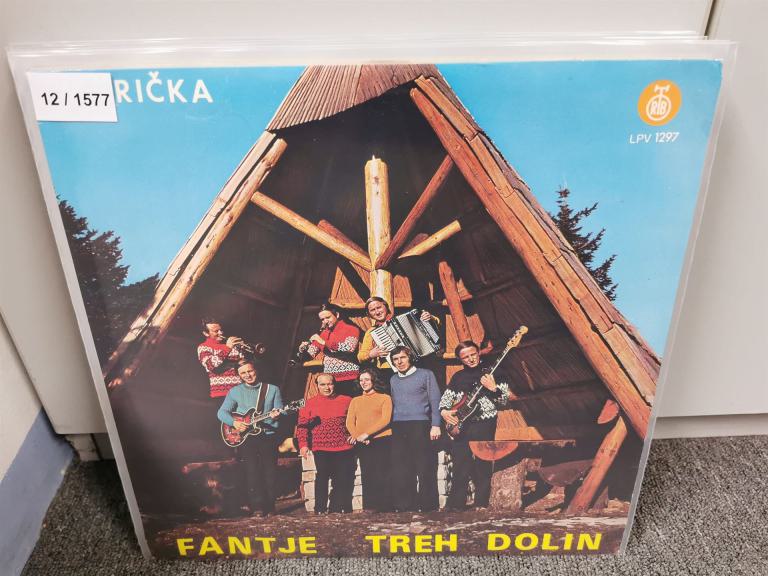 12 / 1577
RIČKA
RTB
LPV 1297
FANTJE TREH DOLIN